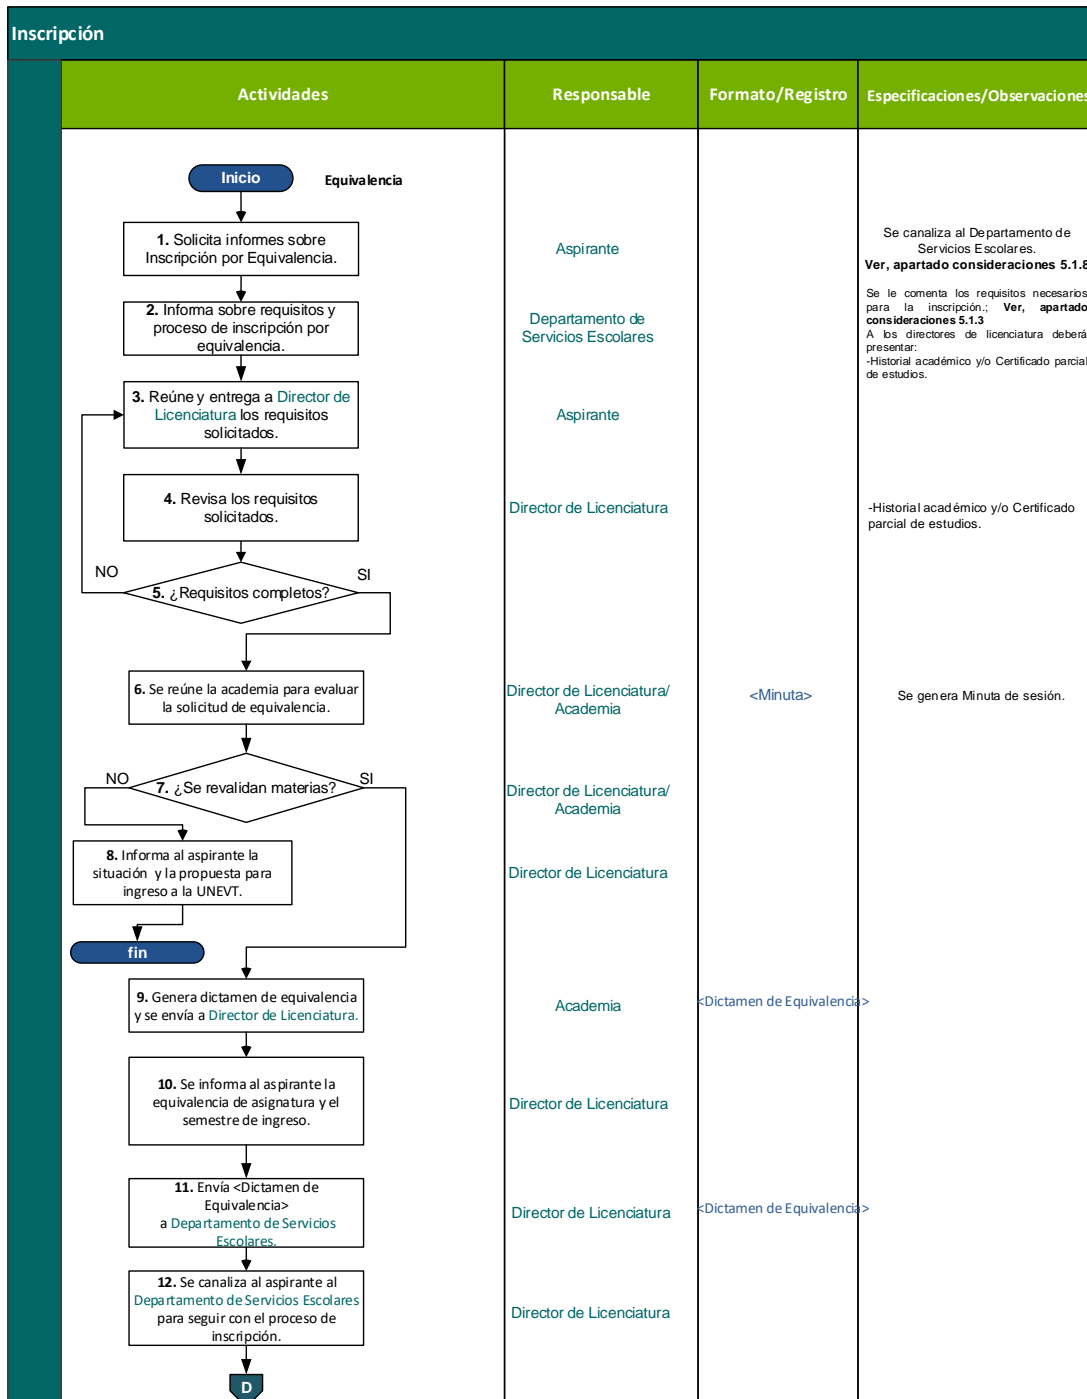 Inscripción
Actividades
Responsable
Formato/Registro
Especificaciones/Observaciones
Inicio
Equivalencia
1. Solicita informes sobre
Inscripción por Equivalencia.
Aspirante
Se canaliza al Departamento de
Servicios Escolares.
Ver, apartado consideraciones 5.1.8
2. Informa sobre requisitos y
proceso de inscripción por
equivalencia.
Departamento de
Servicios Escolares
Se le comenta los requisitos necesarios
para la inscripción.; Ver, apartado
consideraciones 5.1.3
A los directores de licenciatura deberá
presentar:
-Historial académico y/o Certificado parcial
de estudios.
3. Reúne y entrega a Director de
Licenciatura los requisitos
solicitados.
Aspirante
4. Revisa los requisitos
solicitados.
Director de Licenciatura
-Historial académico y/o Certificado
parcial de estudios.
NO
SI
5. ¿Requisitos completos?
6. Se reúne la academia para evaluar
la solicitud de equivalencia.
Director de Licenciatura/
Academia
<Minuta>
Se genera Minuta de sesión.
NO
SI
7. ¿Se revalidan materias?
Director de Licenciatura/
Academia
8. Informa al aspirante la
situación y la propuesta para
ingreso a la UNEVT.
Director de Licenciatura
fin
9. Genera dictamen de equivalencia
y se envía a Director de Licenciatura.
Academia
<Dictamen de Equivalencia>
10. Se informa al aspirante la
equivalencia de asignatura y el
semestre de ingreso.
Director de Licenciatura
11. Envía <Dictamen de
Equivalencia>
a Departamento de Servicios
Escolares.
Director de Licenciatura
<Dictamen de Equivalencia>
12. Se canaliza al aspirante al
Departamento de Servicios Escolares
para seguir con el proceso de
inscripción.
Director de Licenciatura
D